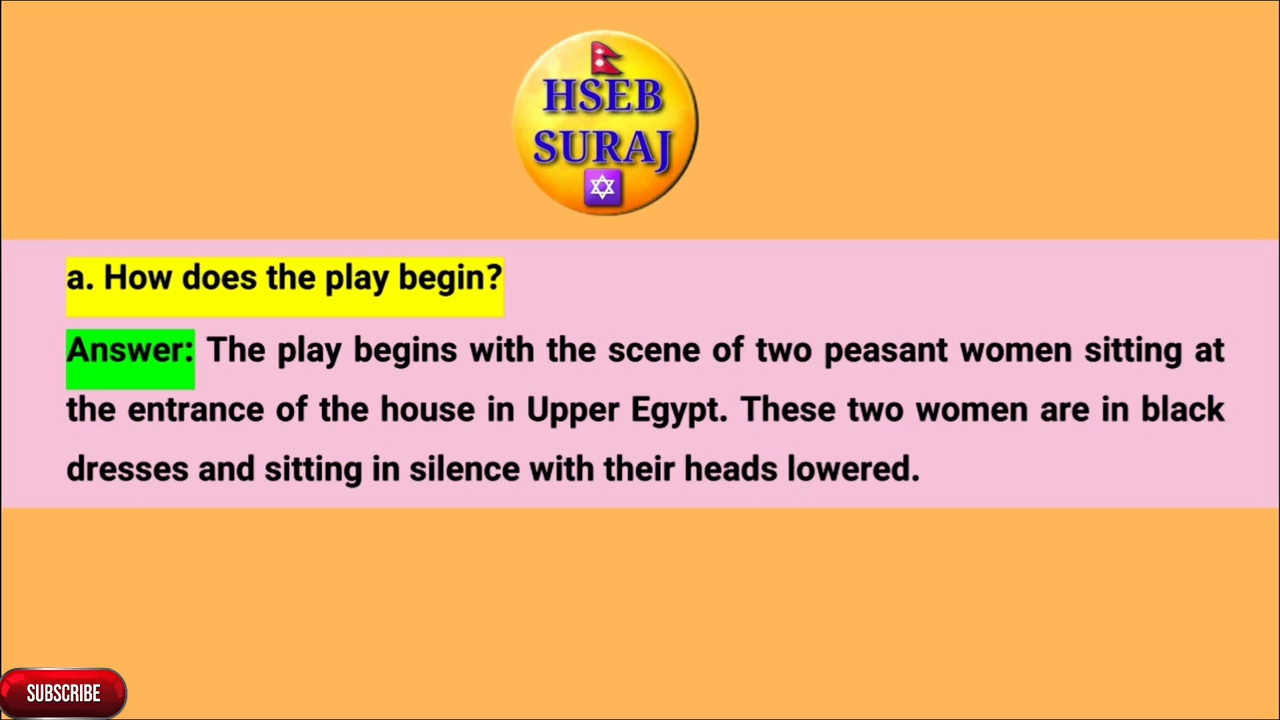 HSEB
SURAJ
a. How does the play begin?
Answer: The play begins with the scene of two peasant women sitting at
the entrance of the house in Upper Egypt. These two women are in black
dresses and sitting in silence with their heads lowered.
SUBSCRIBE